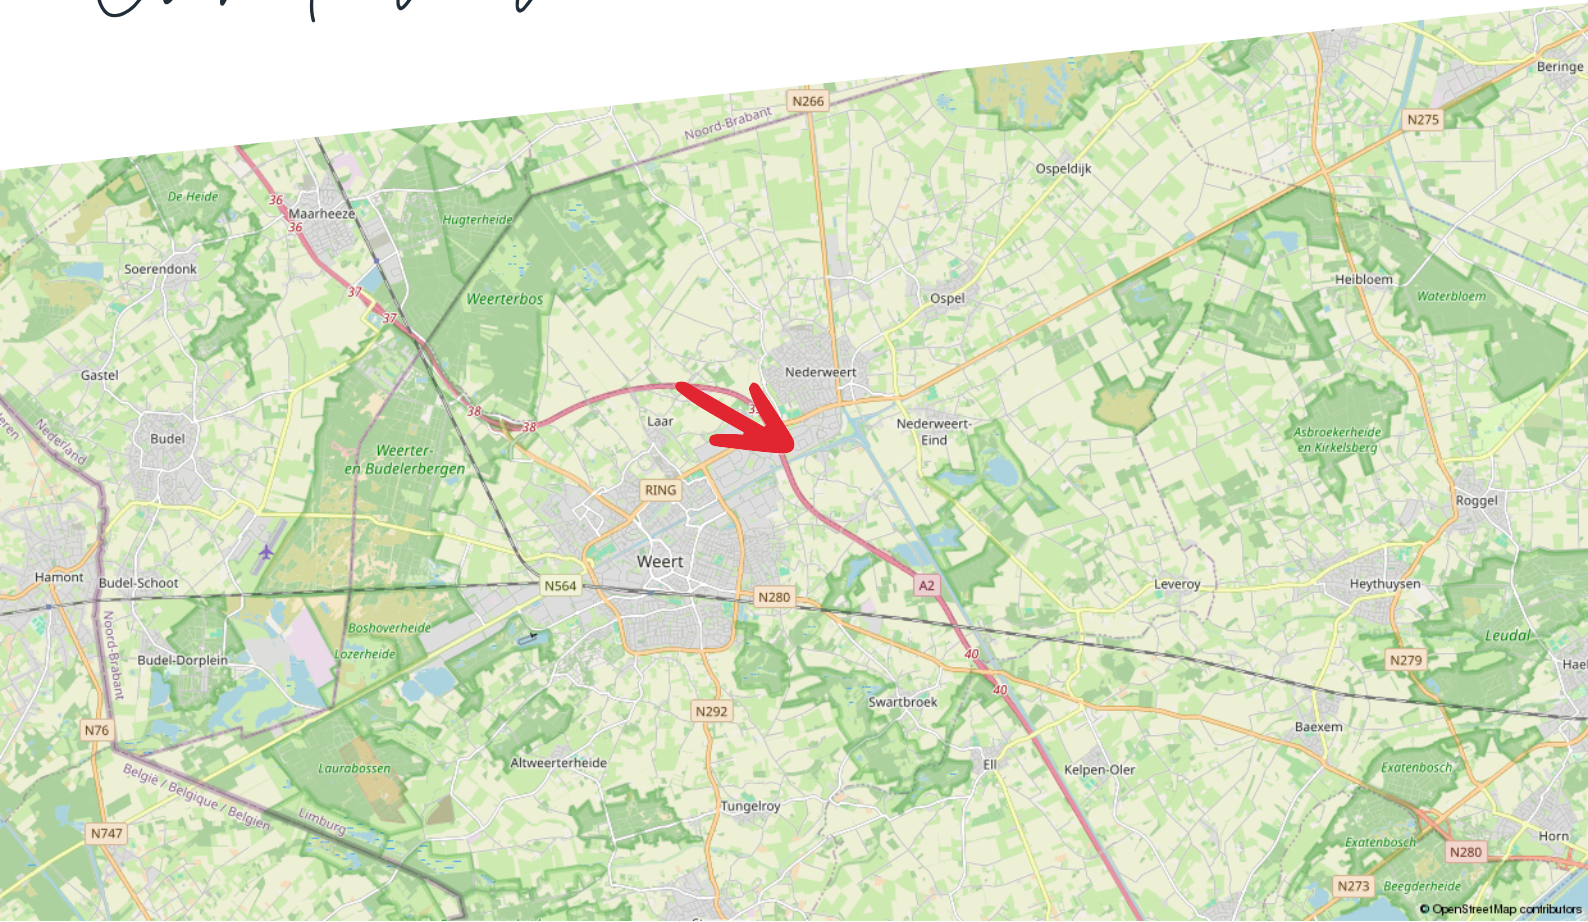 N266
Noord-Brabant
Beringe
N275
Ospeldijk
De Heide
36
Maarheeze
36
Hugterheide
Soerendonk
37
37
Weerterbos
Ospel
Heibloem
Waterbloem
Gastel
Nederweert
38
38
Laar
Nederweert-
Eind
Budel
Nederland
Weerter-
en Budelerbergen
Asbroekerheide
en Kirkelsberg
RING
Roggel
Weert
Hamont
Budel-Schoot
N564
N280
A2
Leveroy
Heythuysen
Noord-Brabant
Boshoverheide
Lozerheide
Budel-Dorplein
40
40
Leudal
N279
Swartbroek
N76
N292
Baexem
Laurabossen
België / Belgique / Belgien
Limburg
Altweerterheide
Ell
Kelpen-Oler
Exatenbosch
Tungelroy
N747
Exatenbosch
Horn
N280
N273
Beegderheide
© OpenStreetMap contributors